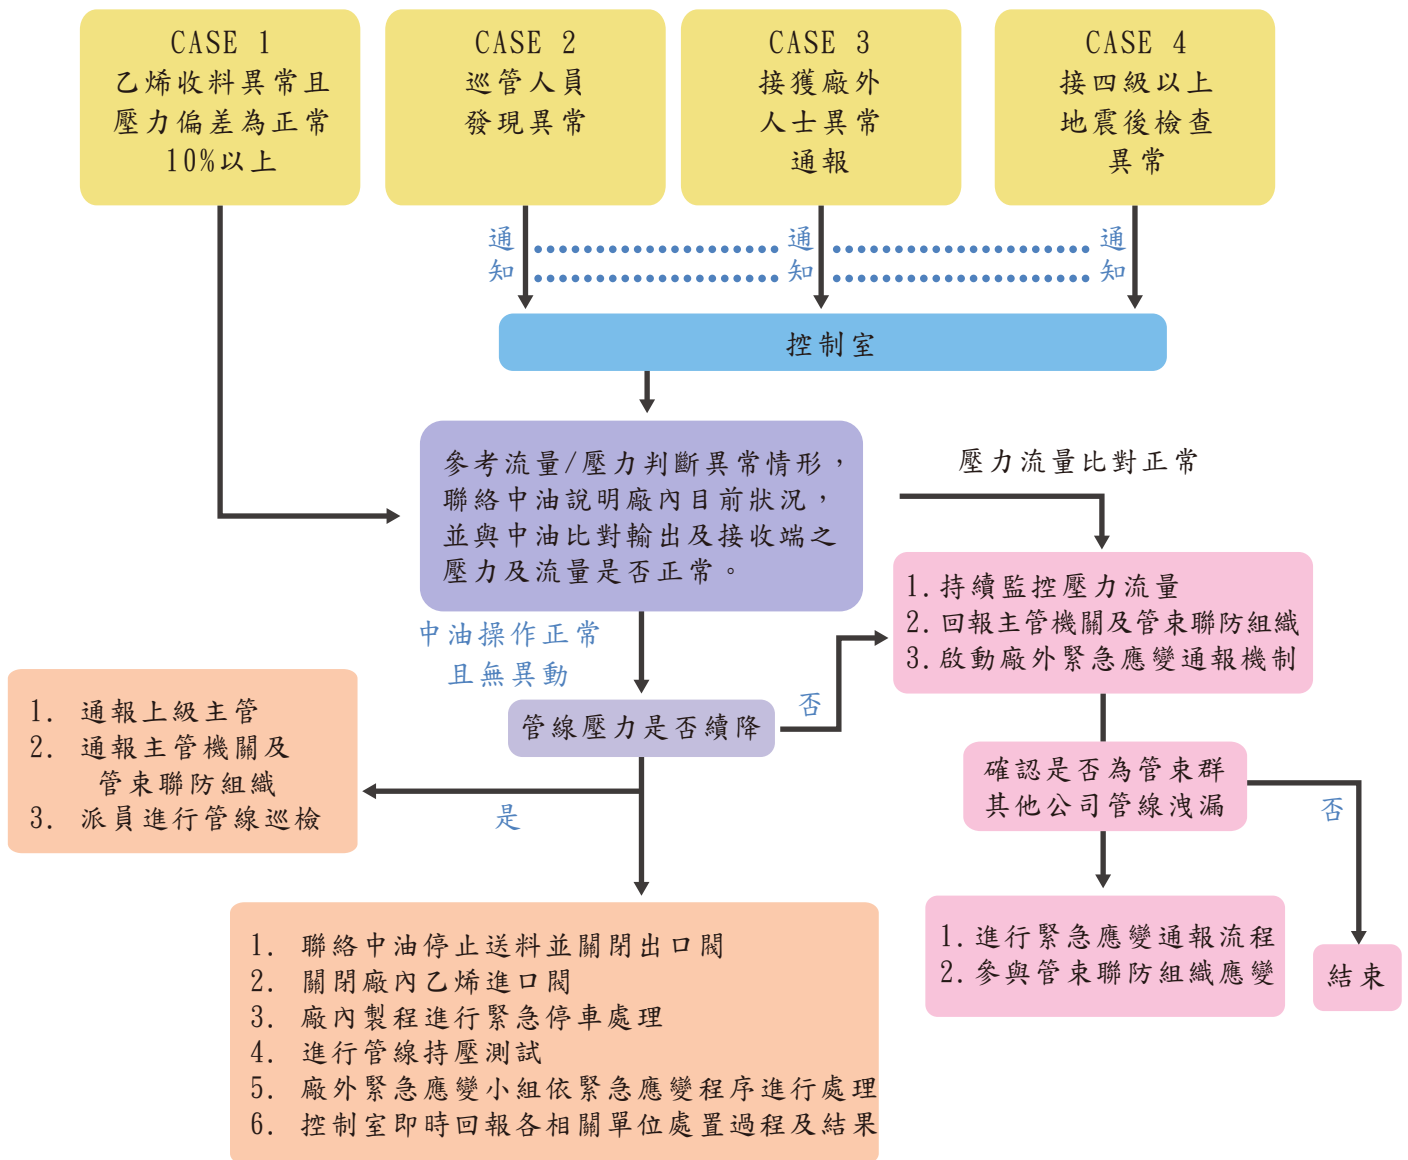 CASE 1
乙烯收料異常且
壓力偏差為正常
10%以上
CASE 2
巡管人員
發現異常
CASE 3
接獲廠外
人士異常
通報
CASE 4
接四級以上
地震後檢查
異常
通知
通知
通知
控制室
參考流量/壓力判斷異常情形，
聯絡中油說明廠內目前狀況，
並與中油比對輸出及接收端之
壓力及流量是否正常。
壓力流量比對正常
1.持續監控壓力流量
2.回報主管機關及管束聯防組織
3.啟動廠外緊急應變通報機制
中油操作正常
且無異動
管線壓力是否續降
否
是
1. 通報上級主管
2. 通報主管機關及
管束聯防組織
3. 派員進行管線巡檢
確認是否為管束群
其他公司管線洩漏
否
1.進行緊急應變通報流程
2.參與管束聯防組織應變
結束
1. 聯絡中油停止送料並關閉出口閥
2. 關閉廠內乙烯進口閥
3. 廠內製程進行緊急停車處理
4. 進行管線持壓測試
5. 廠外緊急應變小組依緊急應變程序進行處理
6. 控制室即時回報各相關單位處置過程及結果